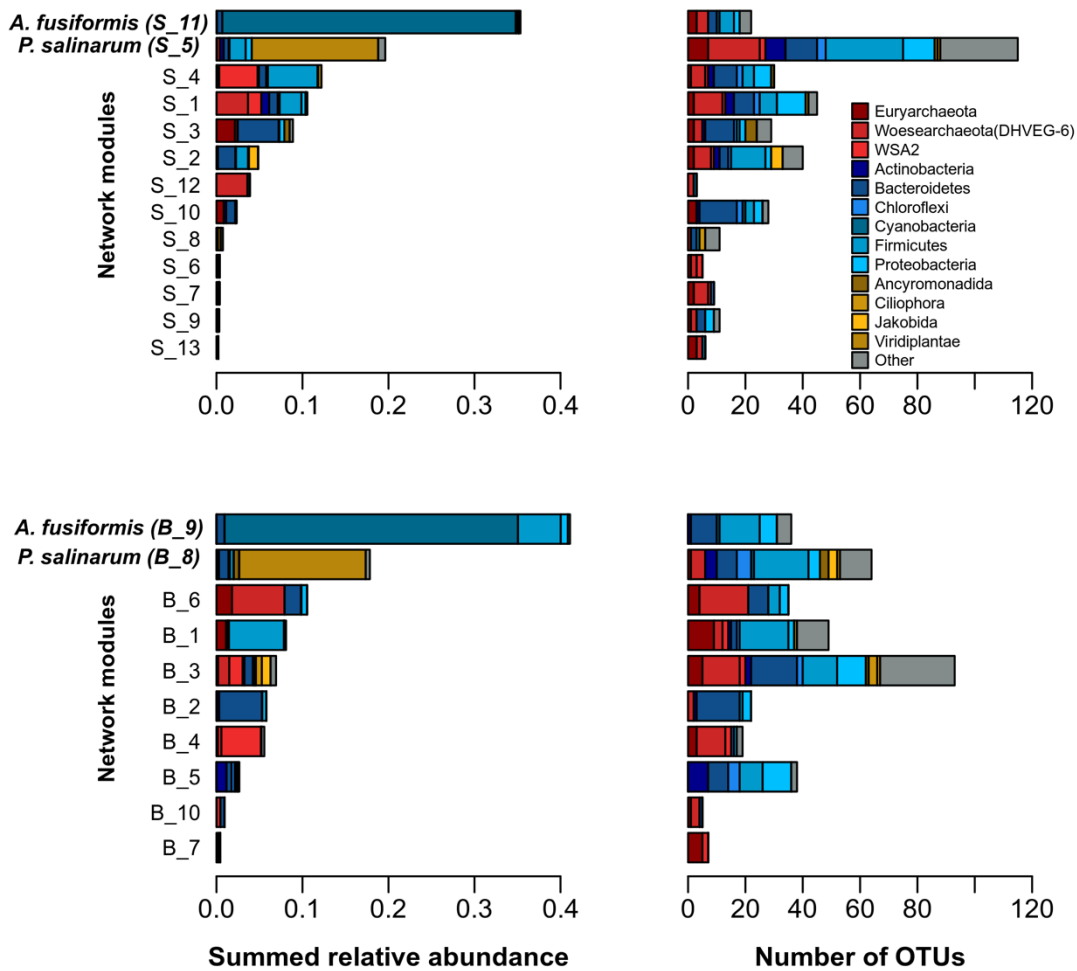 A. fusiformis (S_11)
P. salinarum (S_5)
S_4
S_1
S_3
S_2
S_12
S_10
S_8
S_6
S_7
S_9
S_13
Network modules
0.0 0.1 0.2 0.3 0.4
Euryarchaeota
Woesearchaeota(DHVEG-6)
WSA2
Actinobacteria
Bacteroidetes
Chloroflexi
Cyanobacteria
Firmicutes
Proteobacteria
Ancyromonadida
Ciliophora
Jakobida
Viridiplantae
Other
0 20 40 60 80 120
A. fusiformis (B_9)
P. salinarum (B_8)
B_6
B_1
B_3
B_2
B_4
B_5
B_10
B_7
Network modules
0.0 0.1 0.2 0.3 0.4
Summed relative abundance
0 20 40 60 80 120
Number of OTUs